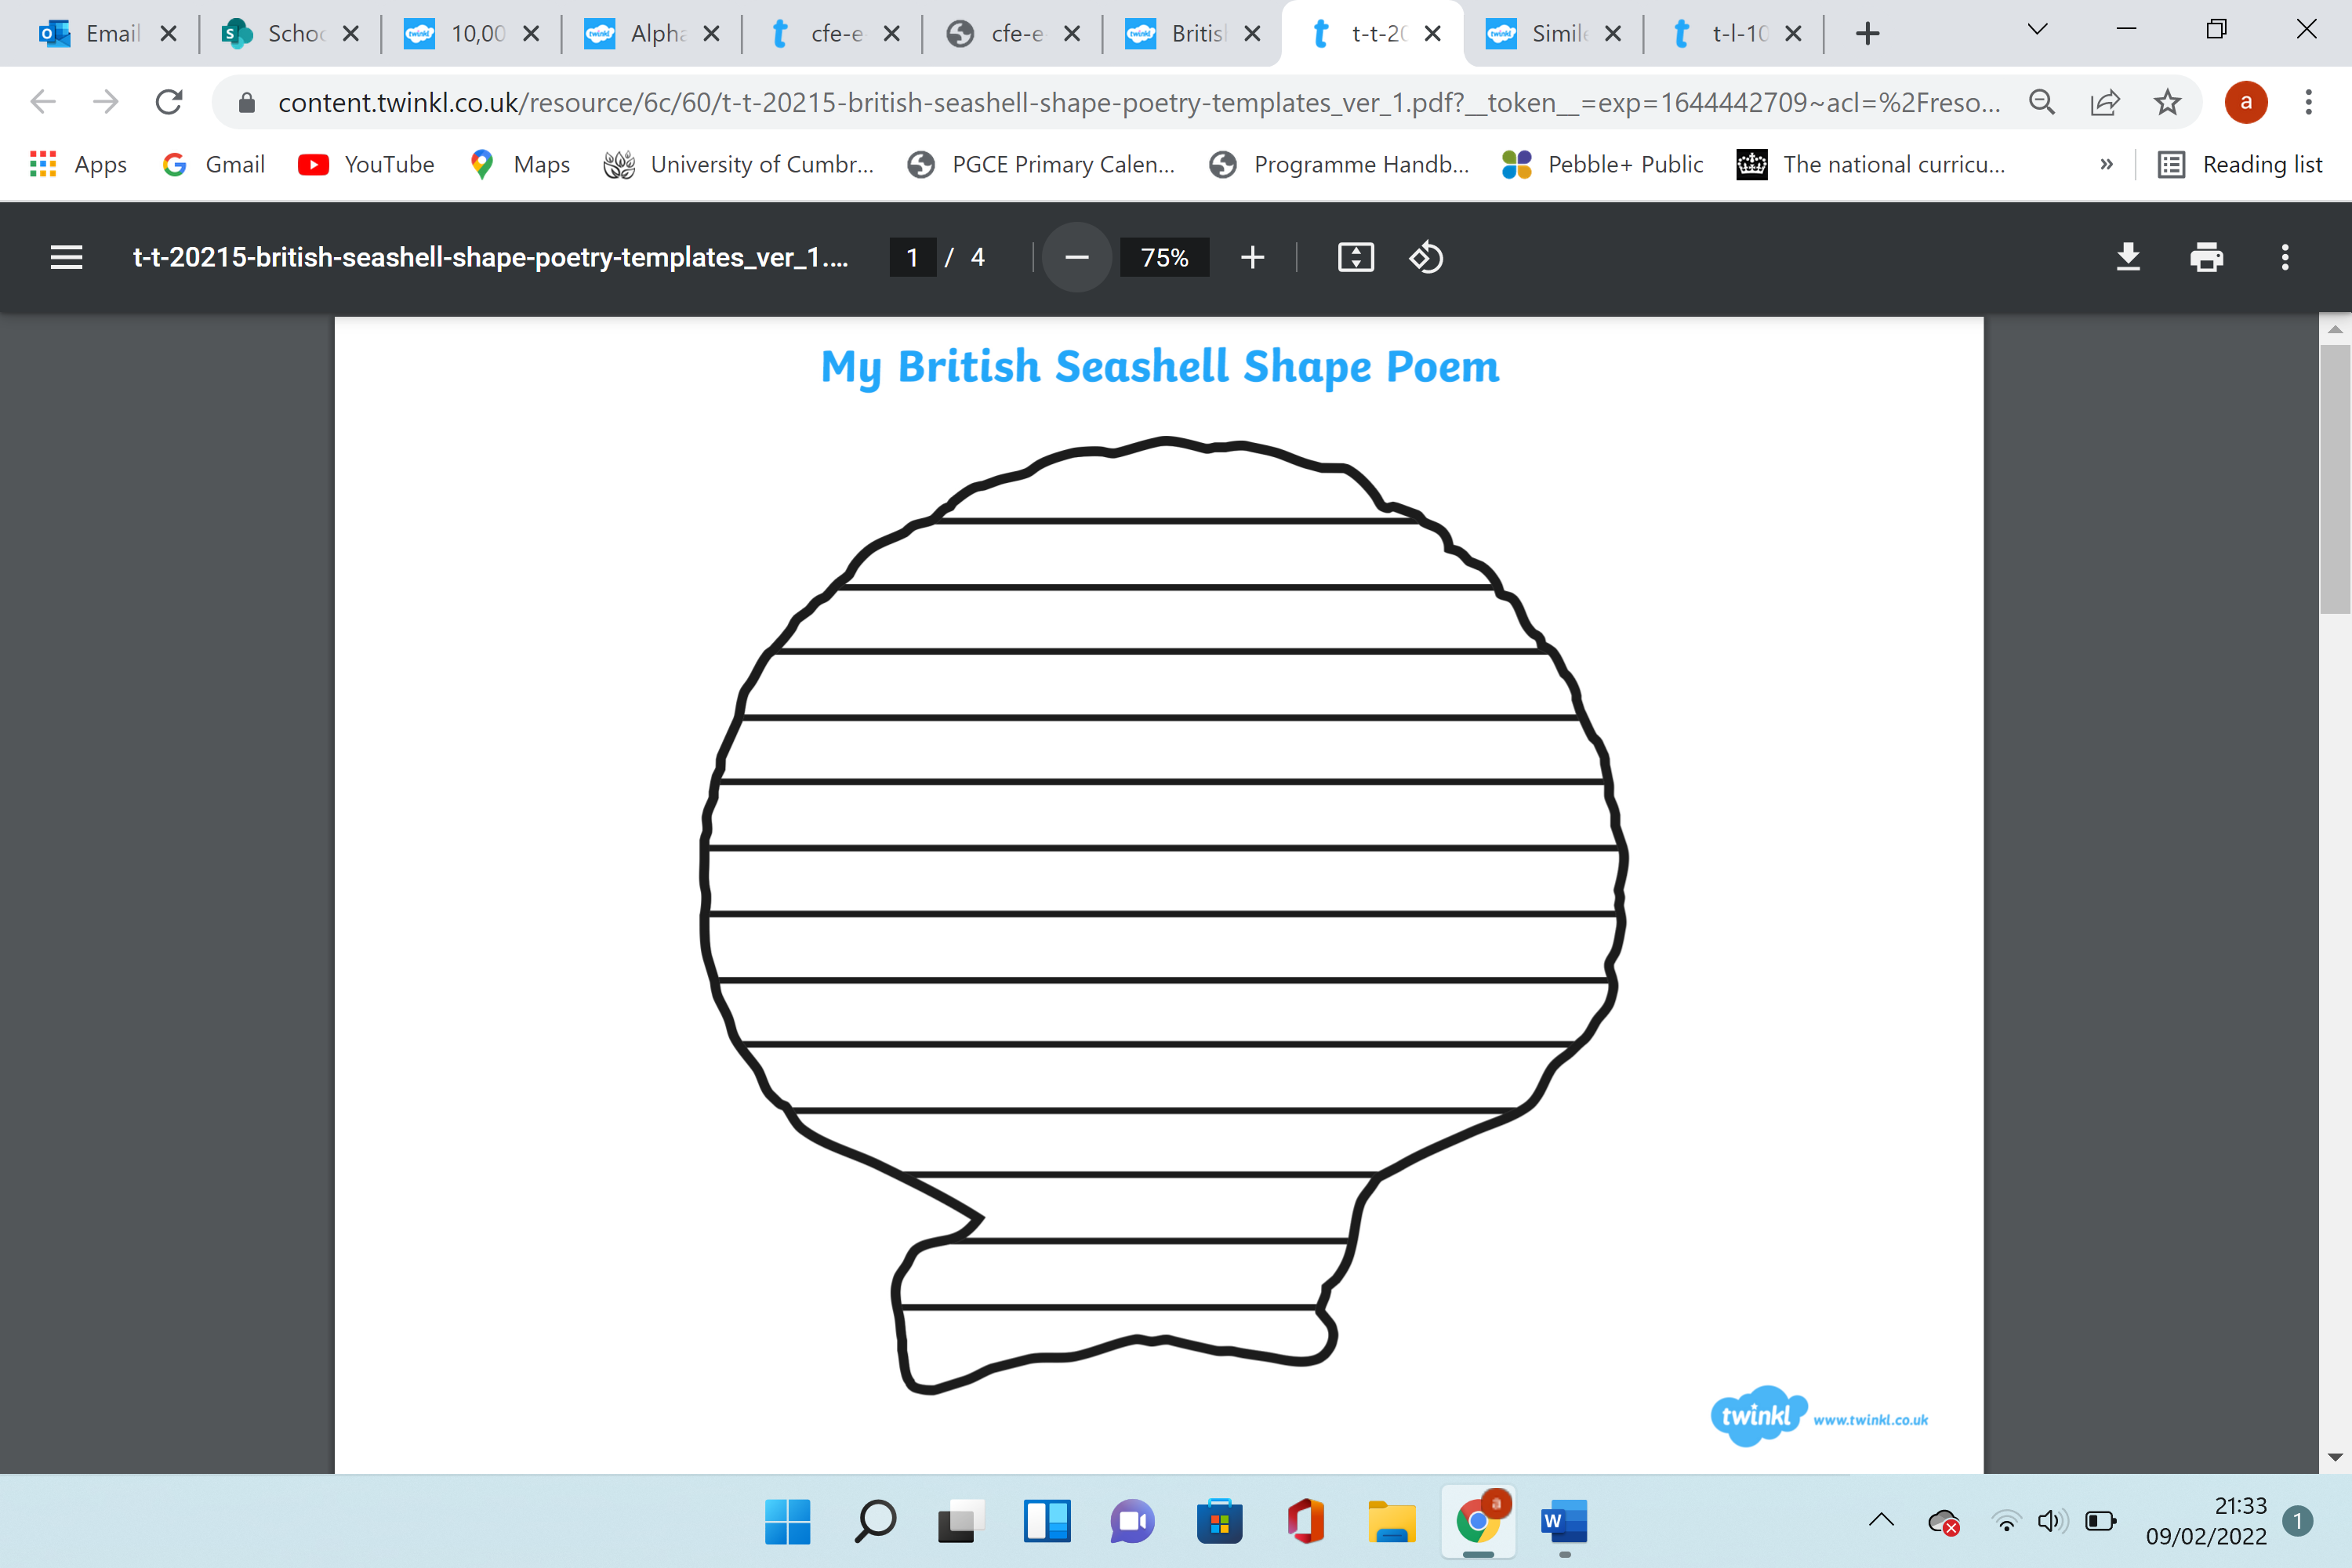 Email
Schoo
10,00
Alpha
cfe-e
cfe-e
Britis
t-t-20
Simile
t-l-10
content.twinkl.co.uk/resource/6c/60/t-t-20215-british-seashell-shape-poetry-templates_ver_1.pdf?__token__=exp=1644442709~acl=%2Freso...
a
Apps
Gmail
YouTube
Maps
University of Cumbr...
PGCE Primary Calen...
Programme Handb...
Pebble+ Public
The national curricu...
»
Reading list
t-t-20215-british-seashell-shape-poetry-templates_ver_1....
1 / 4
75%
My British Seashell Shape Poem
twinkl
www.twinkl.co.uk
21:33
09/02/2022
1